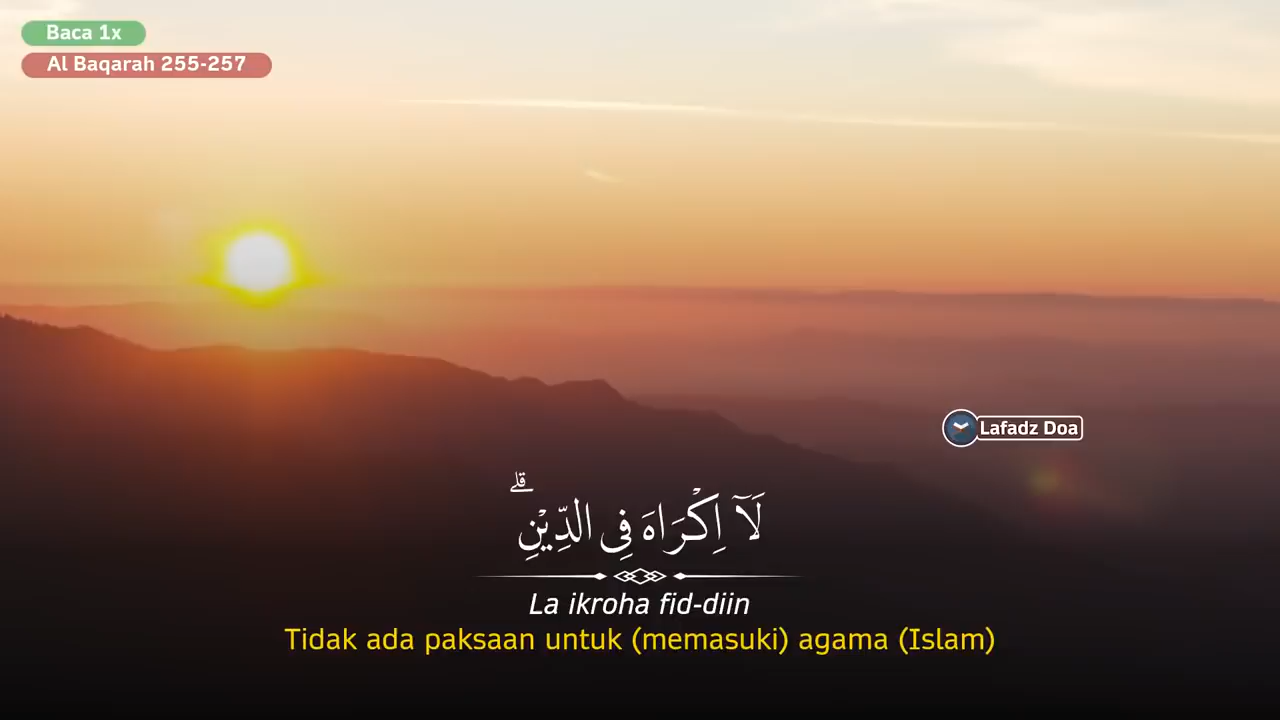 Baca 1x
Al Baqarah 255-257
Lafadz Doa
لَآ اِكْرَاهَ فِى الدِّيْنِۗ
La ikroha fid-diin
Tidak ada paksaan untuk (memasuki) agama (Islam)